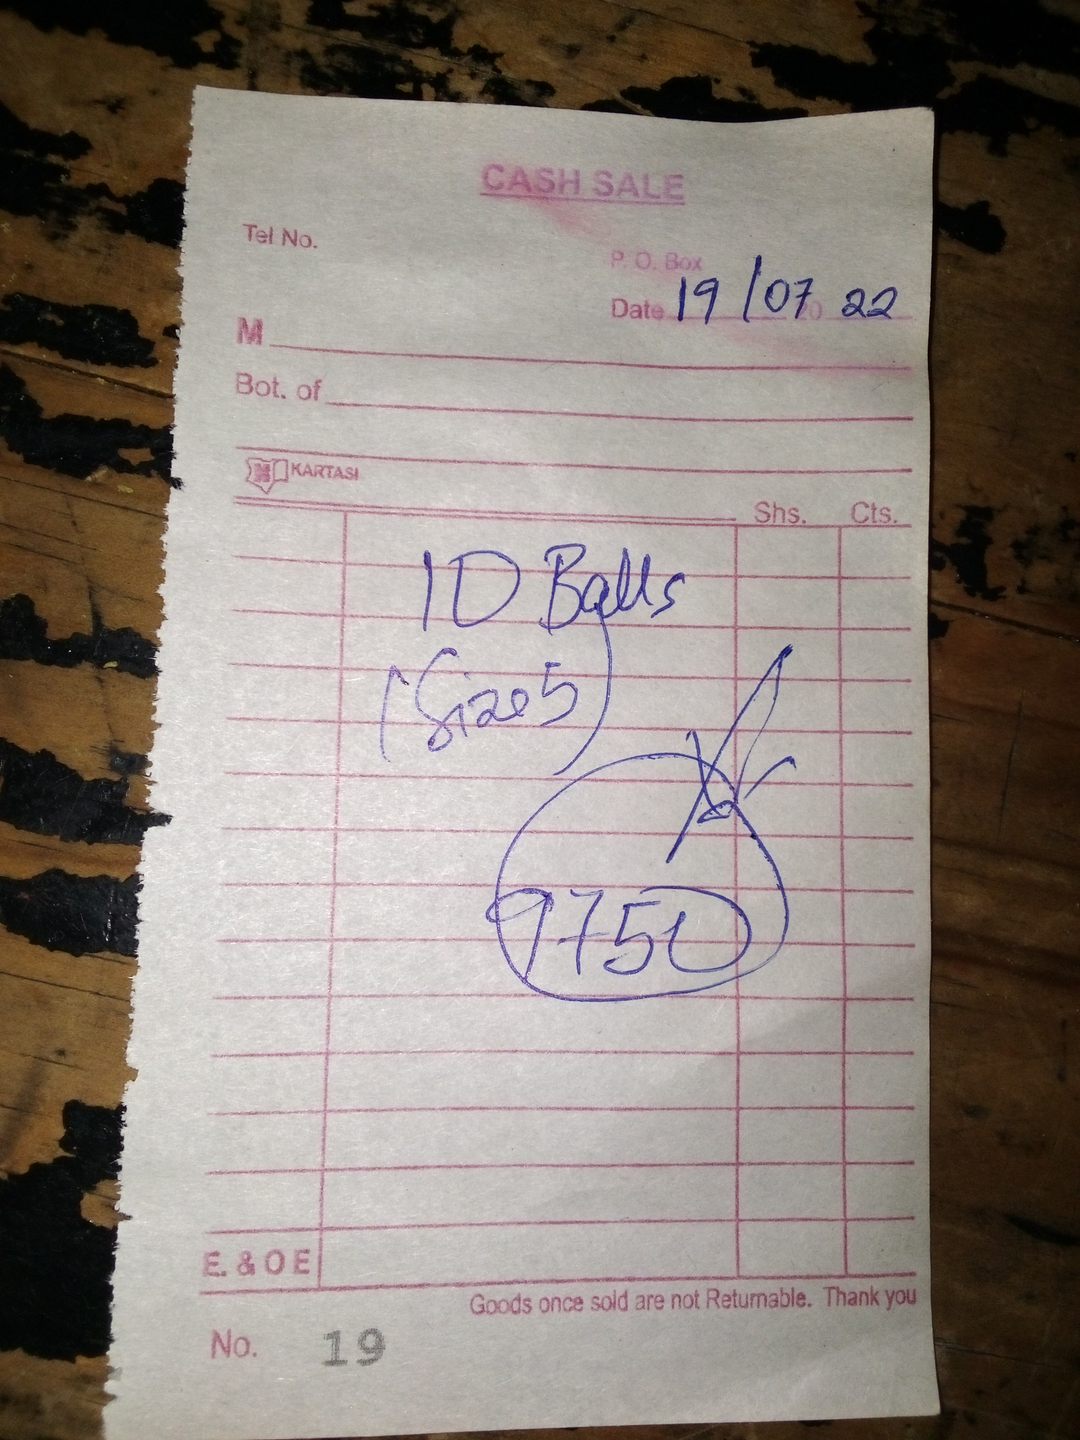 CASH SALE
Tel No.
P. O. Box
Date 19/07 20 22
M
Bot. of
KARTASI
Shs. Cts.
10 Balls
(Size 5)
9750
E. & O E
Goods once sold are not Returnable. Thank you
No. 19